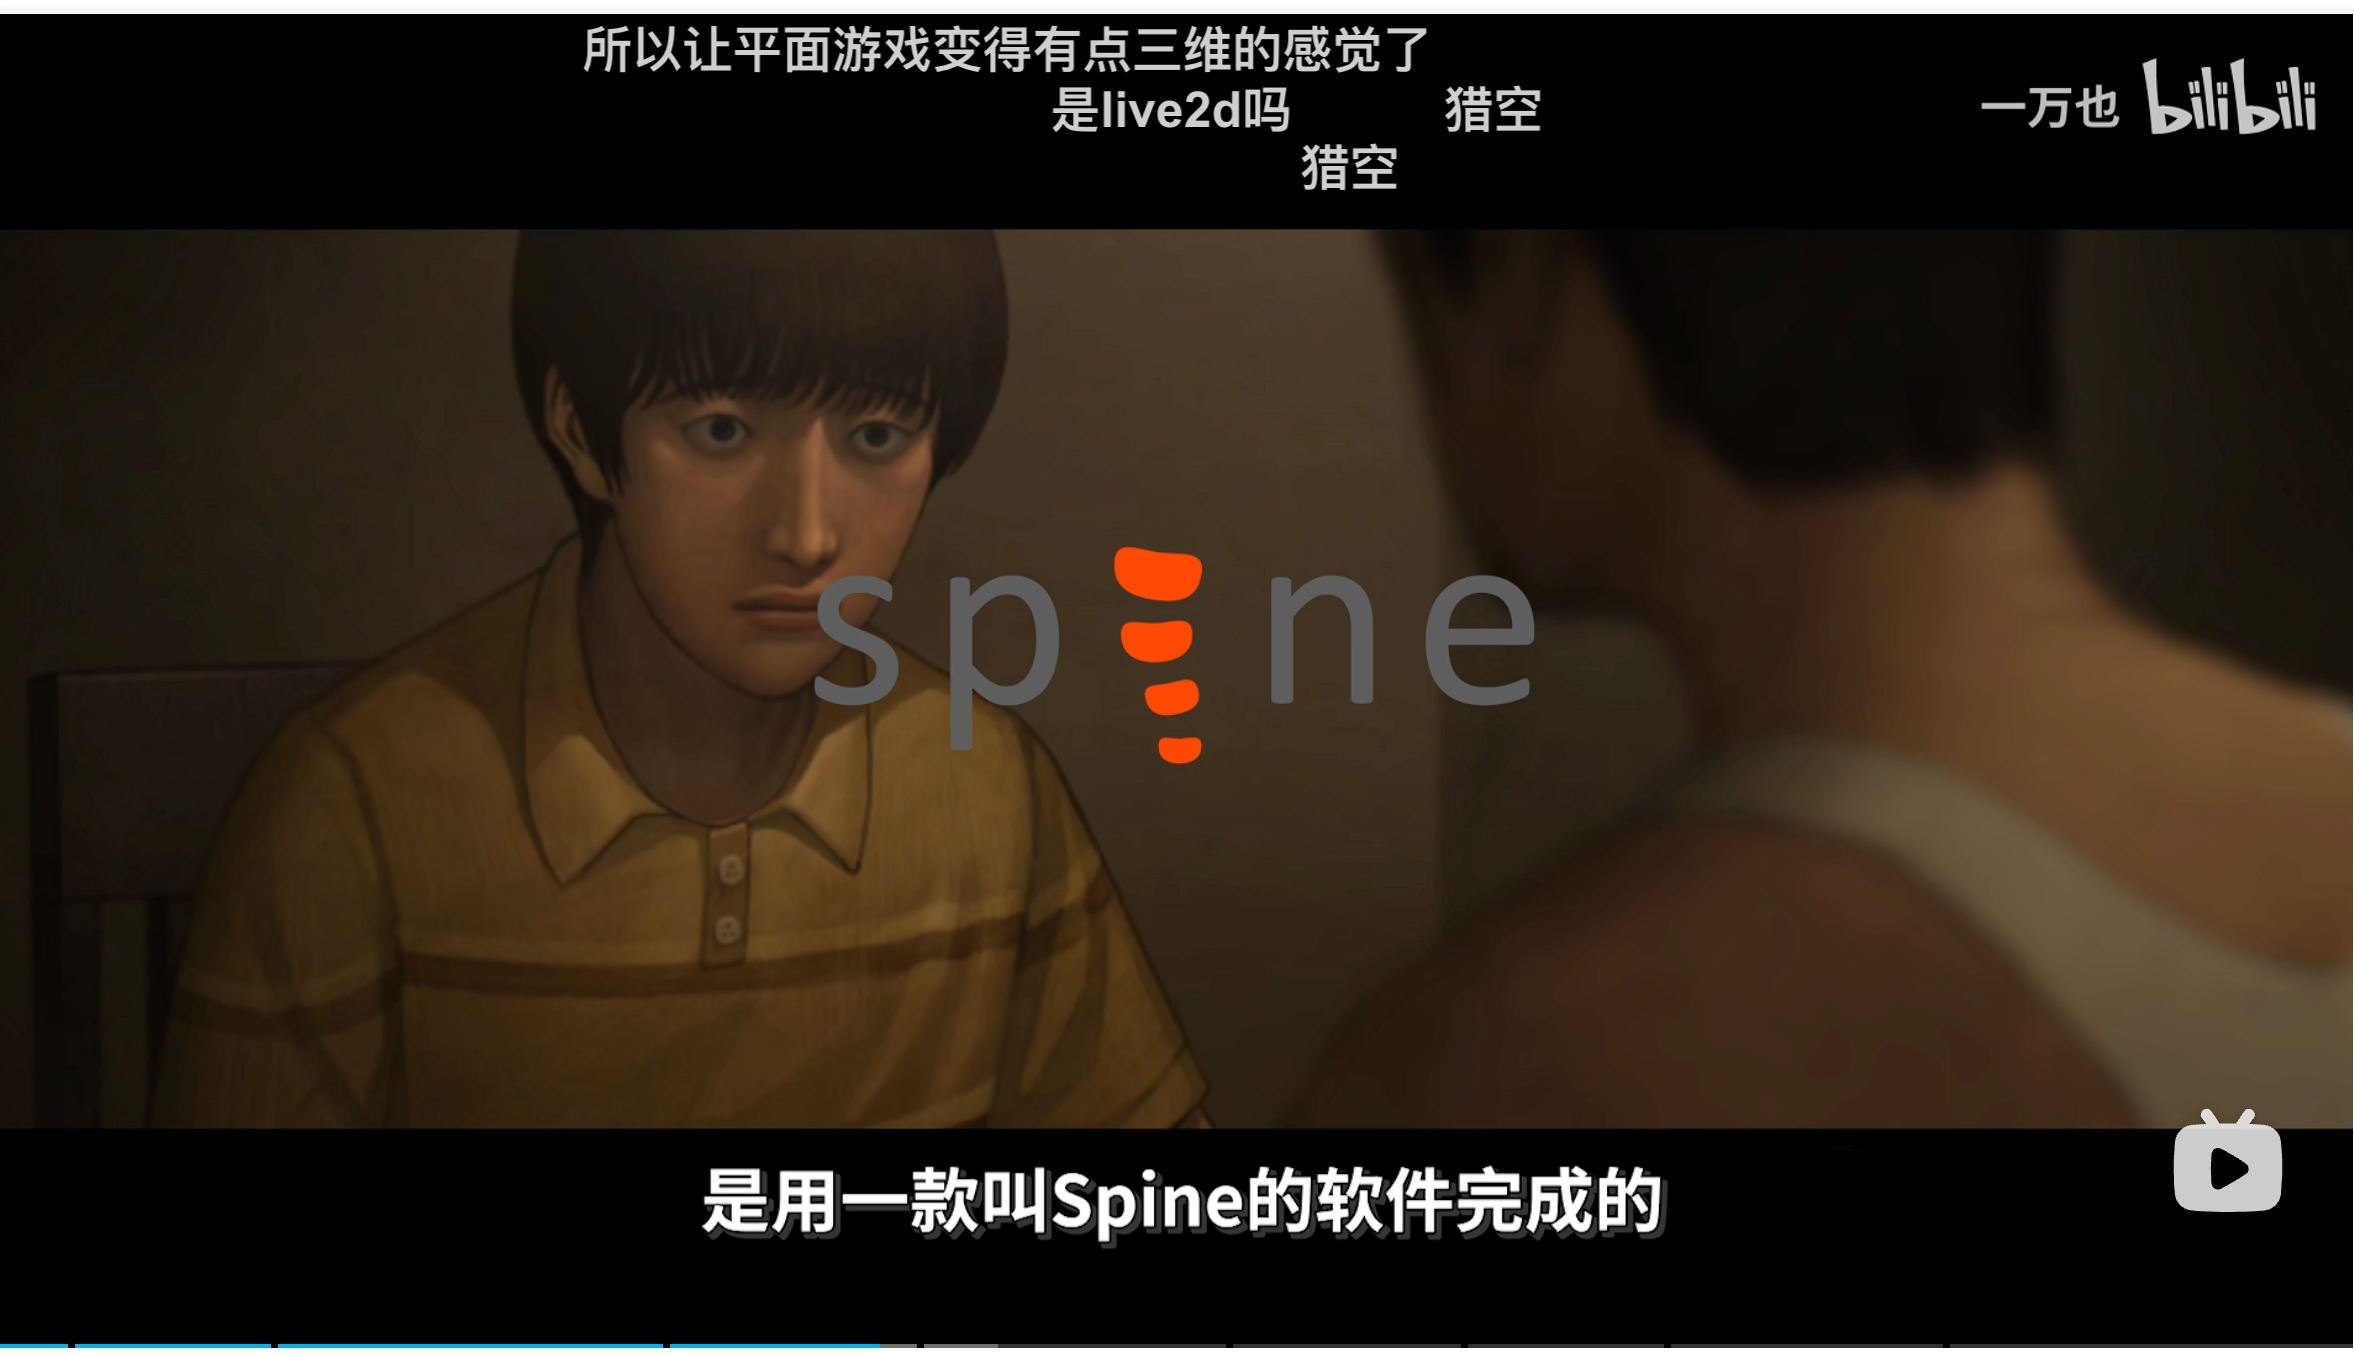 所以让平面游戏变得有点三维的感觉了
是live2d吗 猎空
一万也 bilibili
猎空
spine
是用一款叫Spine的软件完成的